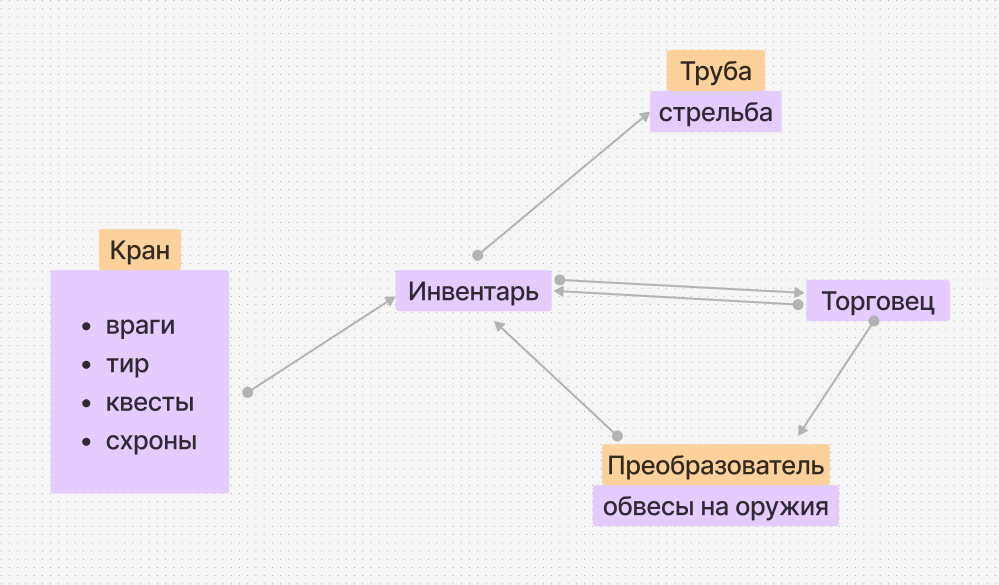 Труба
стрельба
Кран
• враги
• тир
• квесты
• схроны
Инвентарь
Торговец
Преобразователь
обвесы на оружия